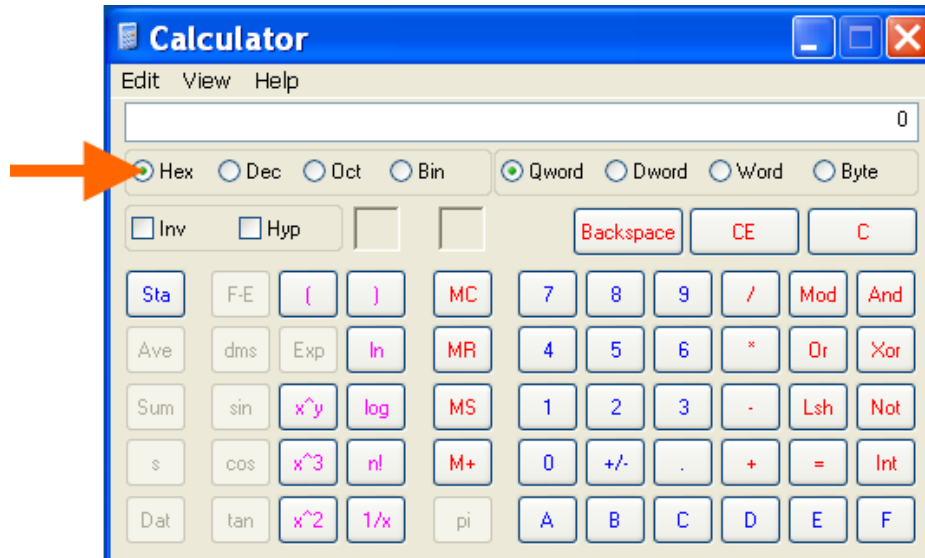 Calculator
Edit View Help
0
Hex Dec Oct Bin Qword Dword Word Byte
Inv Hyp Backspace CE C
Sta F-E ( ) MC 7 8 9 / Mod And
Ave dms Exp ln MR 4 5 6 * Or Xor
Sum sin x^y log MS 1 2 3 - Lsh Not
s cos x^3 n! M+ 0 +/- . + = Int
Dat tan x^2 1/x pi A B C D E F